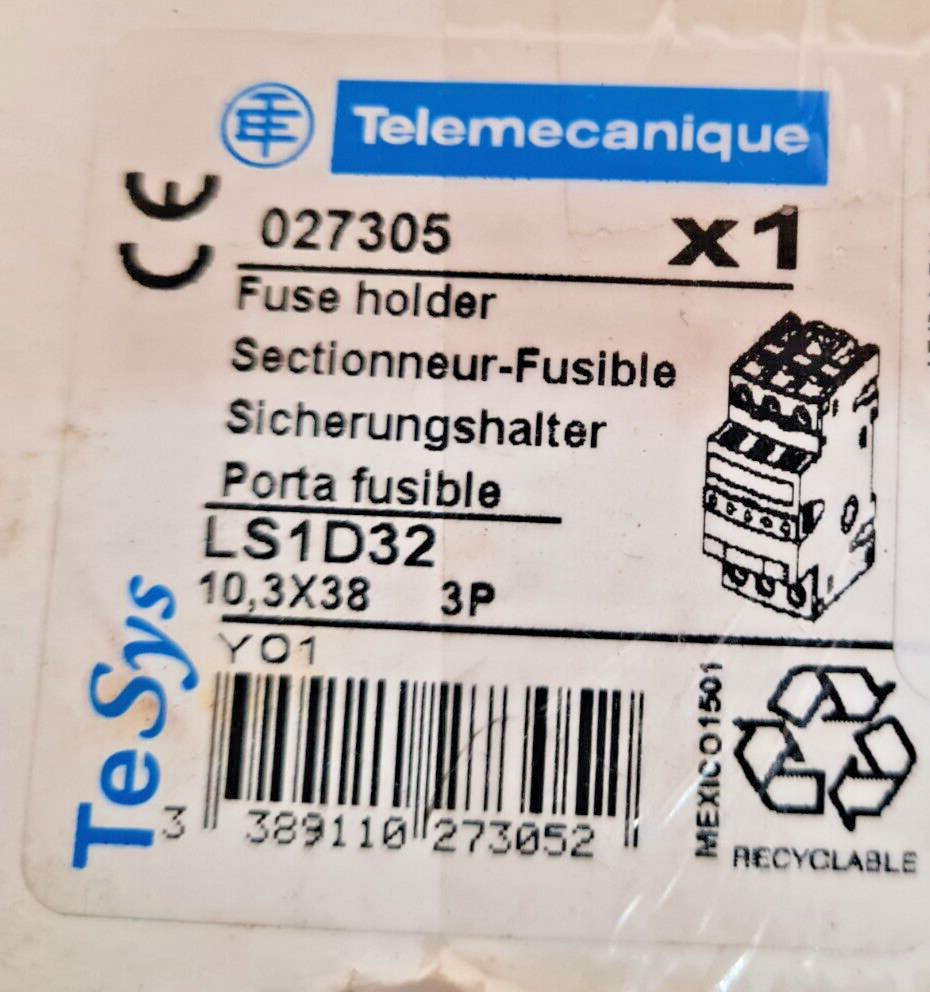 Telemecanique
CE
027305 x1
Fuse holder
Sectionneur-Fusible
Sicherungshalter
Porta fusible
LS1D32
10,3X38 3P
Y01
TeSys
3 389110 273052
MEXICO1501
RECYCLABLE